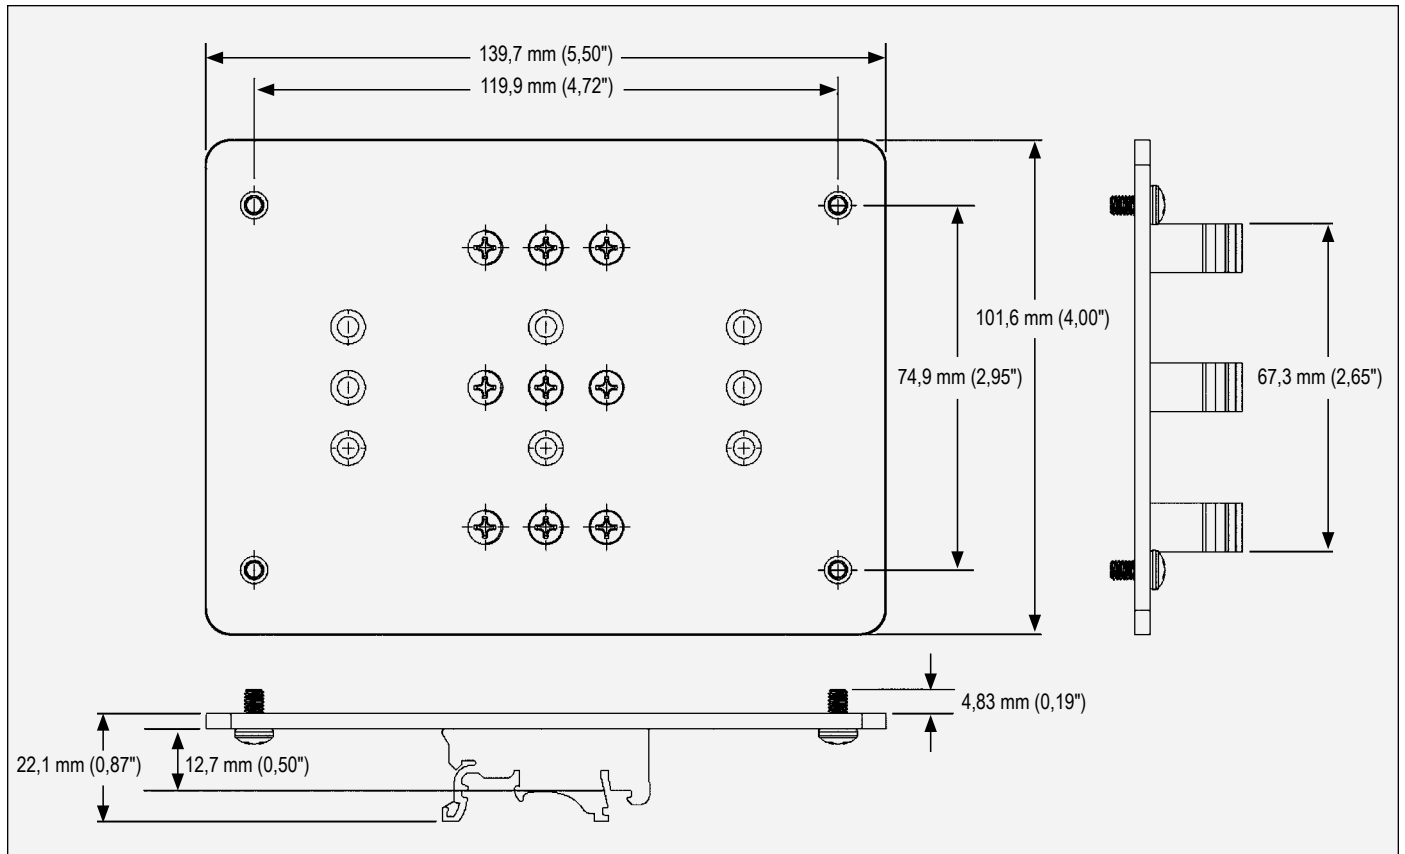 139,7 mm (5,50")
119,9 mm (4,72")
101,6 mm (4,00")
74,9 mm (2,95")
67,3 mm (2,65")
4,83 mm (0,19")
22,1 mm (0,87")
12,7 mm (0,50")